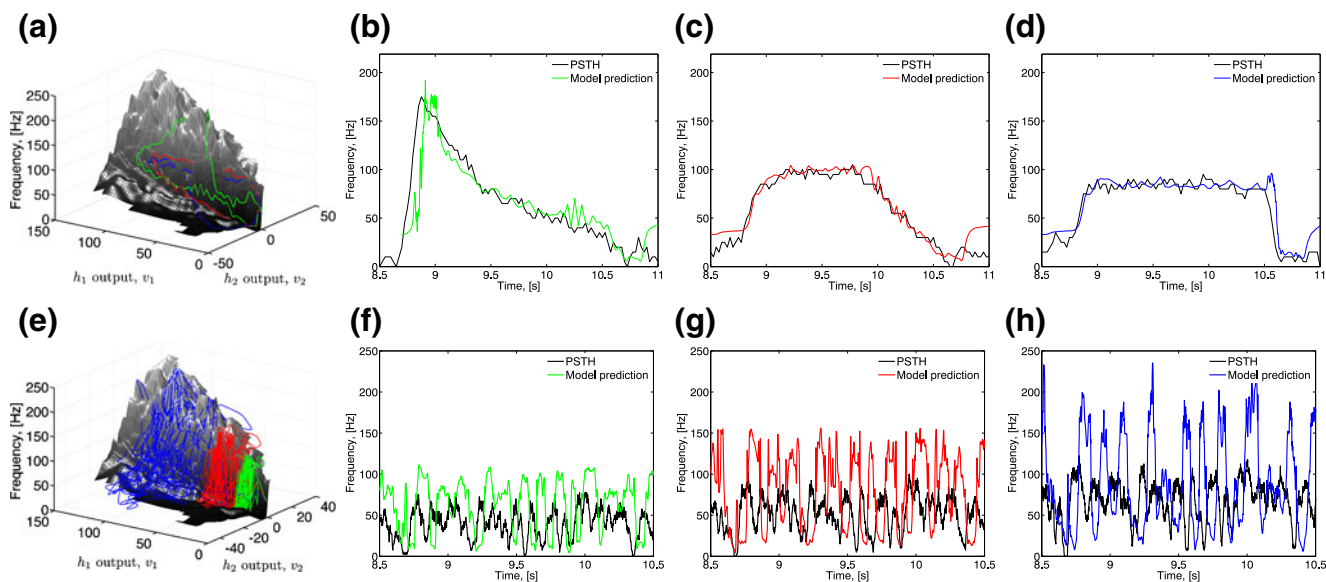 (a)
250
200
150
100
50
0
Frequency, [Hz]
150
100
50
0
h₁ output, v₁
-50
0
50
h₂ output, v₂
(b)
200
150
100
50
0
Frequency, [Hz]
PSTH
Model prediction
8.5 9 9.5 10 10.5 11
Time, [s]
(c)
200
150
100
50
0
Frequency, [Hz]
PSTH
Model prediction
8.5 9 9.5 10 10.5 11
Time, [s]
(d)
200
150
100
50
0
Frequency, [Hz]
PSTH
Model prediction
8.5 9 9.5 10 10.5 11
Time, [s]
(e)
250
200
150
100
50
0
Frequency, [Hz]
150
100
50
0
h₁ output, v₁
-40
-20
0
20
40
h₂ output, v₂
(f)
250
200
150
100
50
0
Frequency, [Hz]
PSTH
Model prediction
8.5 9 9.5 10 10.5
Time, [s]
(g)
250
200
150
100
50
0
Frequency, [Hz]
PSTH
Model prediction
8.5 9 9.5 10 10.5
Time, [s]
(h)
250
200
150
100
50
0
Frequency, [Hz]
PSTH
Model prediction
8.5 9 9.5 10 10.5
Time, [s]